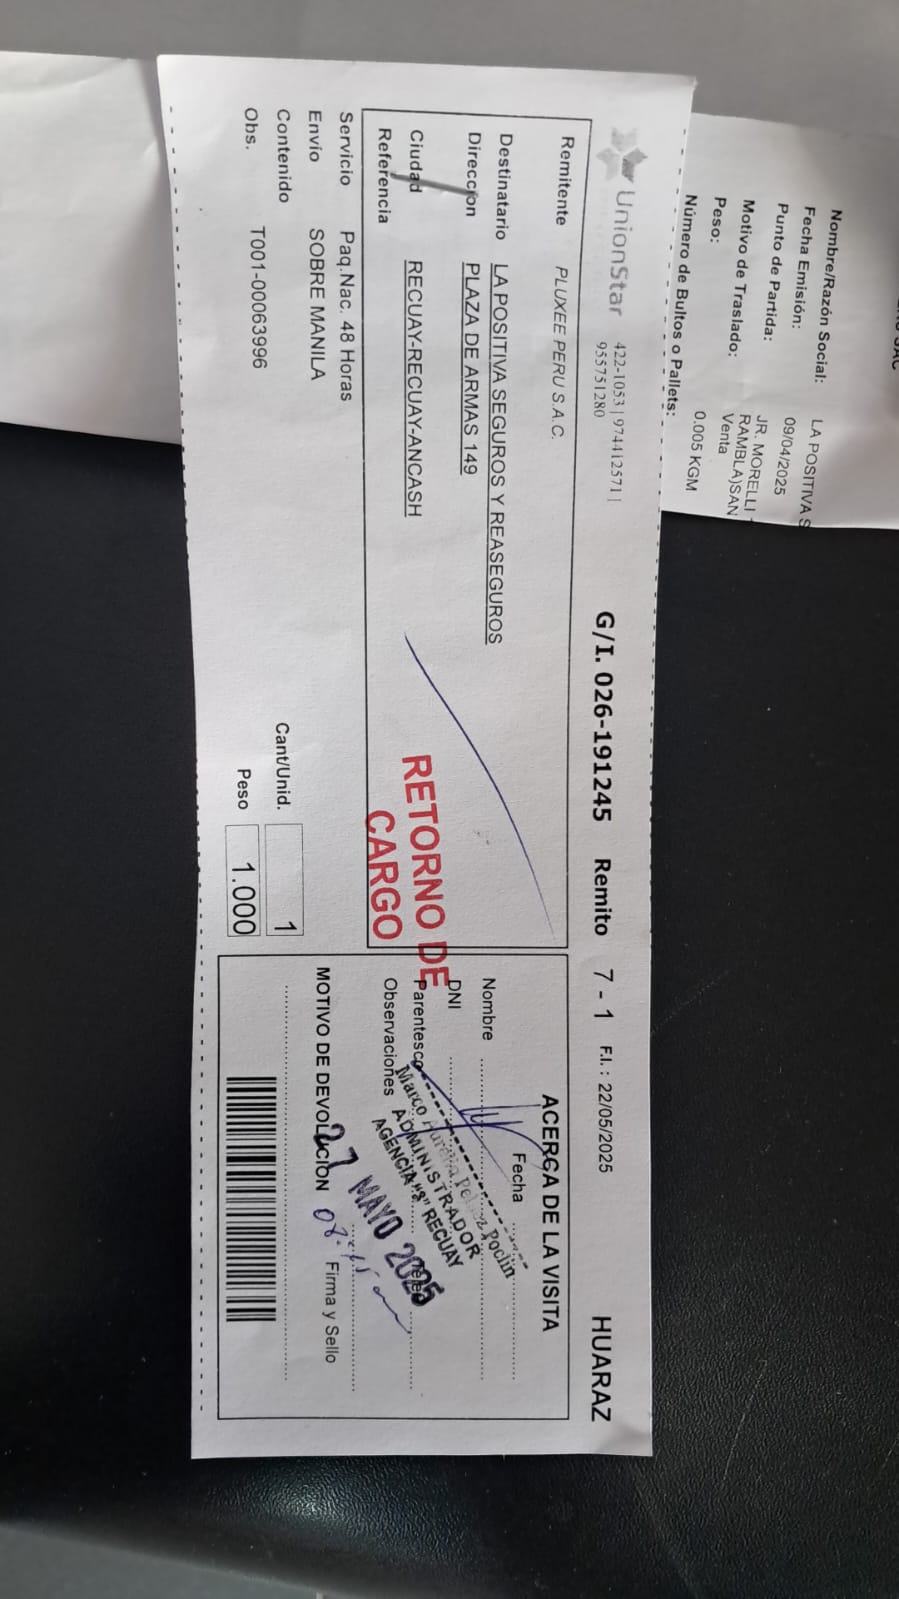 Nombre/Razón Social: LA POSITIVA S
Fecha Emisión: 09/04/2025
Punto de Partida: JR. MORELLI
RAMBLA)SAN
Motivo de Traslado: Venta
Peso: 0.005 KGM
Número de Bultos o Pallets:
UnionStar 422-1053 | 974412571 |
955751280
G/I. 026-191245 Remito 7 - 1 F.I. : 22/05/2025 HUARAZ
Remitente PLUXEE PERU S.A.C.
Destinatario LA POSITIVA SEGUROS Y REASEGUROS
Direccion PLAZA DE ARMAS 149
Ciudad RECUAY-RECUAY-ANCASH
Referencia
RETORNO DE
CARGO
Servicio Paq.Nac. 48 Horas
Envío SOBRE MANILA
Contenido
Obs. T001-00063996
Cant/Unid. 1
Peso 1.000
ACERCA DE LA VISITA
Fecha
Nombre
DNI
Parentesco
Observaciones
Marco Aurelio Poclin
ADMINISTRADOR
AGENCIA "8" RECUAY
27 MAYO 2025
MOTIVO DE DEVOLUCIÓN
Firma y Sello